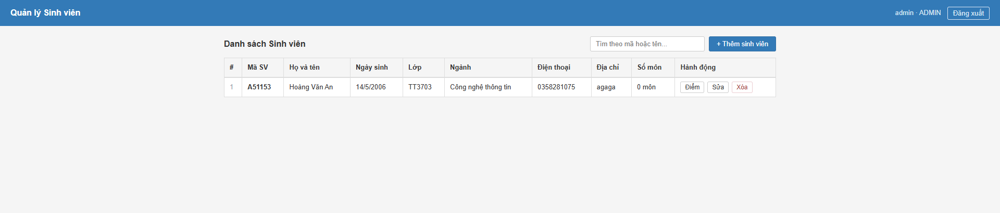 Quản lý Sinh viên
admin · ADMIN
Đăng xuất
Danh sách Sinh viên
Tìm theo mã hoặc tên...
+ Thêm sinh viên
# Mã SV Họ và tên Ngày sinh Lớp Ngành Điện thoại Địa chỉ Số môn Hành động
1 A51153 Hoàng Văn An 14/5/2006 TT3703 Công nghệ thông tin 0358281075 agaga 0 môn Điểm Sửa Xóa